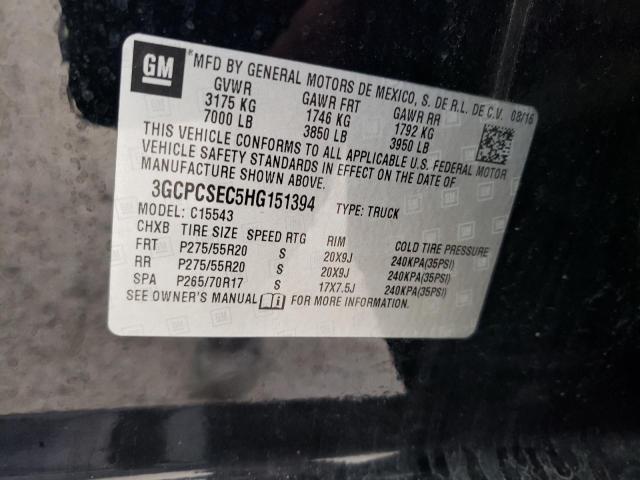 GM
®MFD BY GENERAL MOTORS DE MEXICO, S. DE R.L. DE C.V. 08/16
GVWR GAWR FRT GAWR RR
3175 KG 1746 KG 1792 KG
7000 LB 3850 LB 3950 LB
THIS VEHICLE CONFORMS TO ALL APPLICABLE U.S. FEDERAL MOTOR
VEHICLE SAFETY STANDARDS IN EFFECT ON THE DATE OF
MANUFACTURE SHOWN ABOVE.
3GCPCSEC5HG151394 TYPE: TRUCK
MODEL: C15543
CHXB TIRE SIZE SPEED RTG RIM COLD TIRE PRESSURE
FRT P275/55R20 S 20X9J 240KPA(35PSI)
RR P275/55R20 S 20X9J 240KPA(35PSI)
SPA P265/70R17 S 17X7.5J 240KPA(35PSI)
SEE OWNER'S MANUAL FOR MORE INFORMATION.